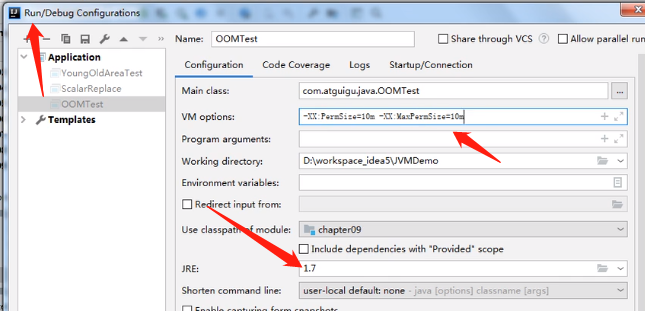 Run/Debug Configurations
Name: OOMTest
Share through VCS
Allow parallel run
Application
YoungOldAreaTest
ScalarReplace
OOMTest
Templates
Configuration Code Coverage Logs Startup/Connection
Main class: com.atguigu.java.OOMTest ...
VM options: -XX:PermSize=10m -XX:MaxPermSize=10m
Program arguments:
Working directory: D:\workspace_idea5\JVMDemo
Environment variables:
Redirect input from:
Use classpath of module: chapter09
Include dependencies with "Provided" scope
JRE: 1.7
Shorten command line: user-local default: none - java [options] classname [args]
Enable capturing form snapshots